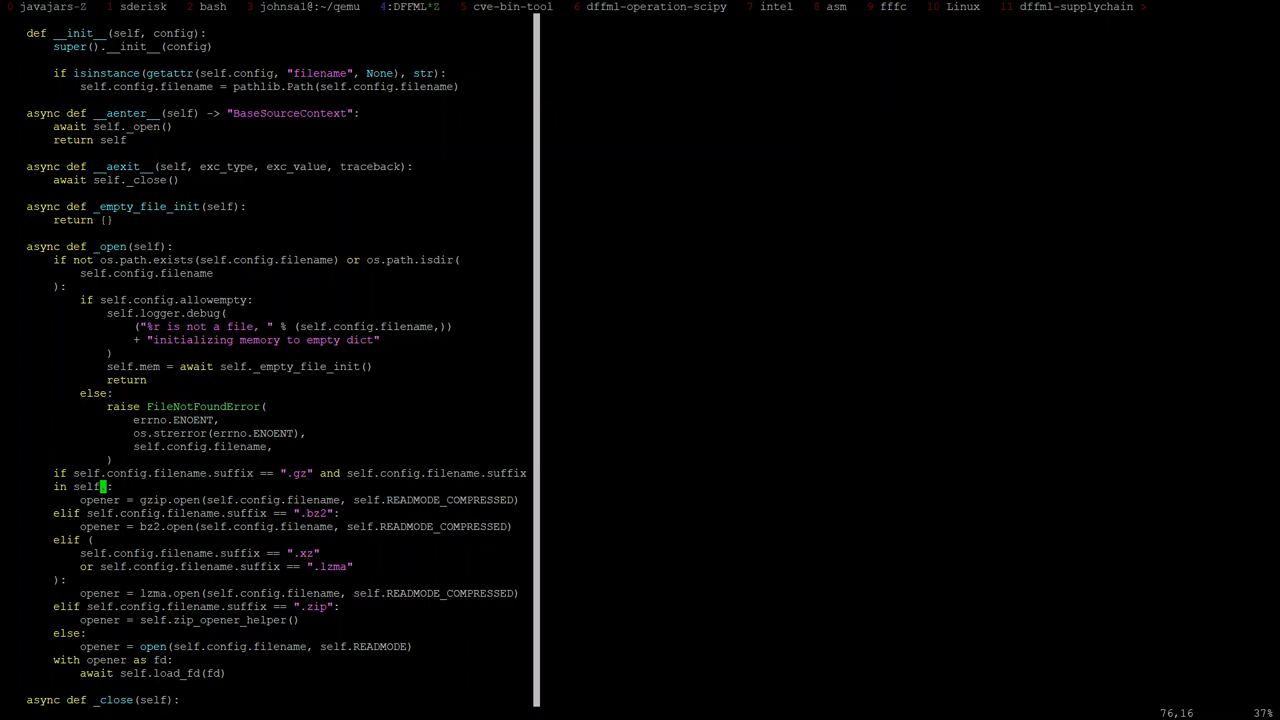 0 javajars-Z 1 sderisk 2 bash 3 johnsa18:~/qemu 4:DFFML*Z 5 cve-bin-tool 6 dffml-operation-scipy 7 intel 8 asm 9 fffc 10 Linux 11 dffml-supplychain >
def __init__(self, config):
super().__init__(config)
if isinstance(getattr(self.config, "filename", None), str):
self.config.filename = pathlib.Path(self.config.filename)
async def __aenter__(self) -> "BaseSourceContext":
await self._open()
return self
async def __aexit__(self, exc_type, exc_value, traceback):
await self._close()
async def _empty_file_init(self):
return {}
async def _open(self):
if not os.path.exists(self.config.filename) or os.path.isdir(
self.config.filename
):
if self.config.allowempty:
self.logger.debug(
("%r is not a file, " % (self.config.filename,))
+ "initializing memory to empty dict"
)
self.mem = await self._empty_file_init()
return
else:
raise FileNotFoundError(
errno.ENOENT,
os.strerror(errno.ENOENT),
self.config.filename,
)
if self.config.filename.suffix == ".gz" and self.config.filename.suffix
in self.:
opener = gzip.open(self.config.filename, self.READMODE_COMPRESSED)
elif self.config.filename.suffix == ".bz2":
opener = bz2.open(self.config.filename, self.READMODE_COMPRESSED)
elif (
self.config.filename.suffix == ".xz"
or self.config.filename.suffix == ".lzma"
):
opener = lzma.open(self.config.filename, self.READMODE_COMPRESSED)
elif self.config.filename.suffix == ".zip":
opener = self.zip_opener_helper()
else:
opener = open(self.config.filename, self.READMODE)
with opener as fd:
await self.load_fd(fd)
async def _close(self):
76,16 37%